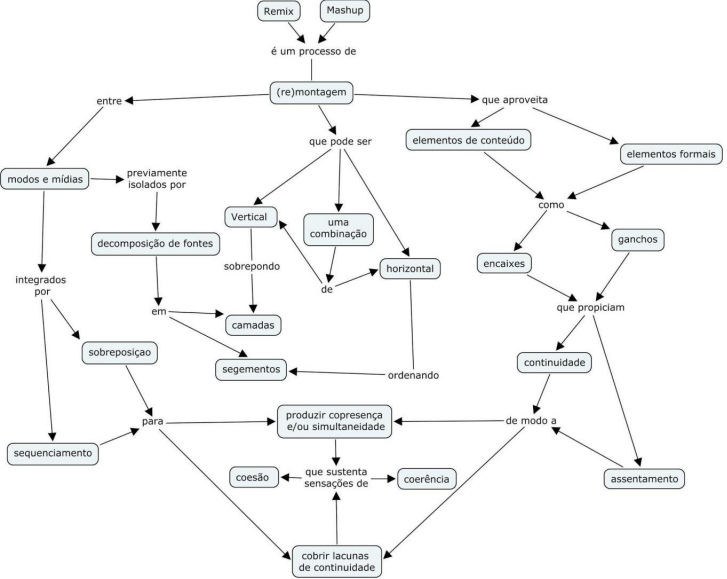 Remix
Mashup
é um processo de
(re)montagem
entre
que aproveita
que pode ser
elementos de conteúdo
elementos formais
modos e mídias
previamente
isolados por
como
Vertical
uma
combinação
decomposição de fontes
ganchos
encaixes
horizontal
sobrepondo
integrados
por
de
em
camadas
que propiciam
sobreposiçao
segementos
ordenando
continuidade
para
produzir copresença
e/ou simultaneidade
de modo a
sequenciamento
coesão
que sustenta
sensações de
coerência
assentamento
cobrir lacunas
de continuidade